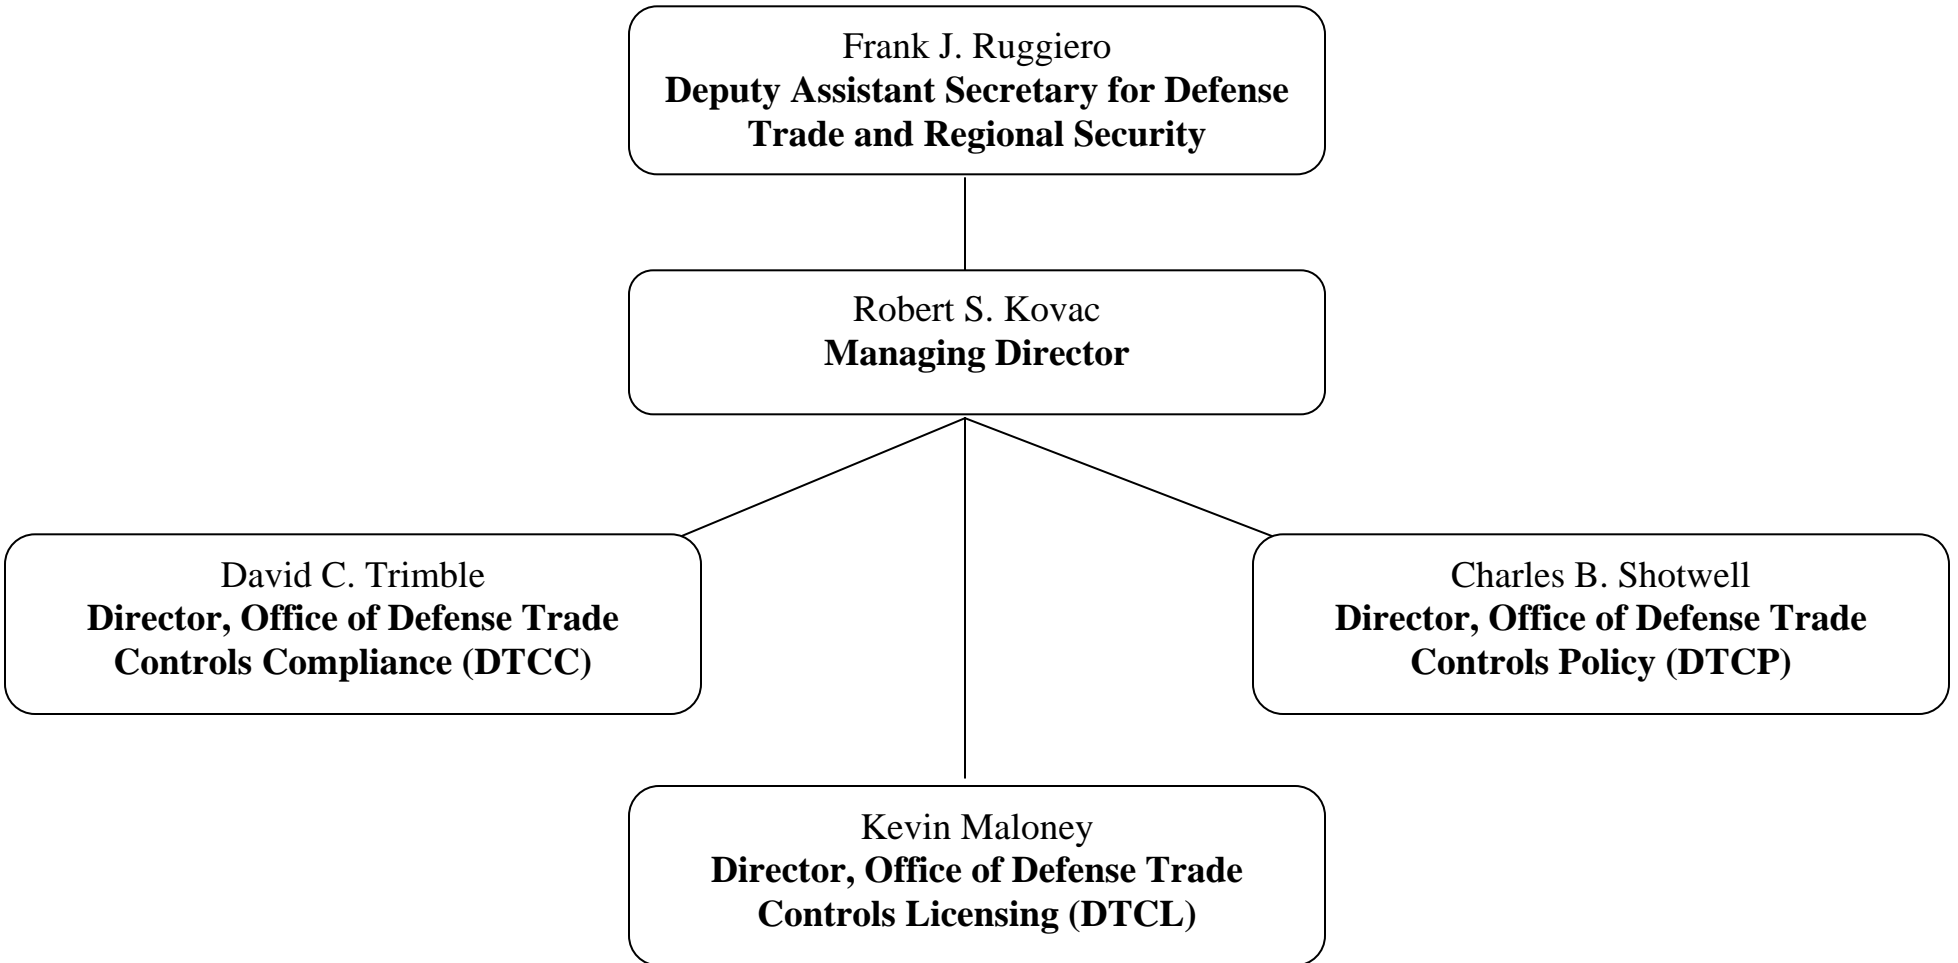 Frank J. Ruggiero
Deputy Assistant Secretary for Defense
Trade and Regional Security
Robert S. Kovac
Managing Director
David C. Trimble
Director, Office of Defense Trade
Controls Compliance (DTCC)
Charles B. Shotwell
Director, Office of Defense Trade
Controls Policy (DTCP)
Kevin Maloney
Director, Office of Defense Trade
Controls Licensing (DTCL)